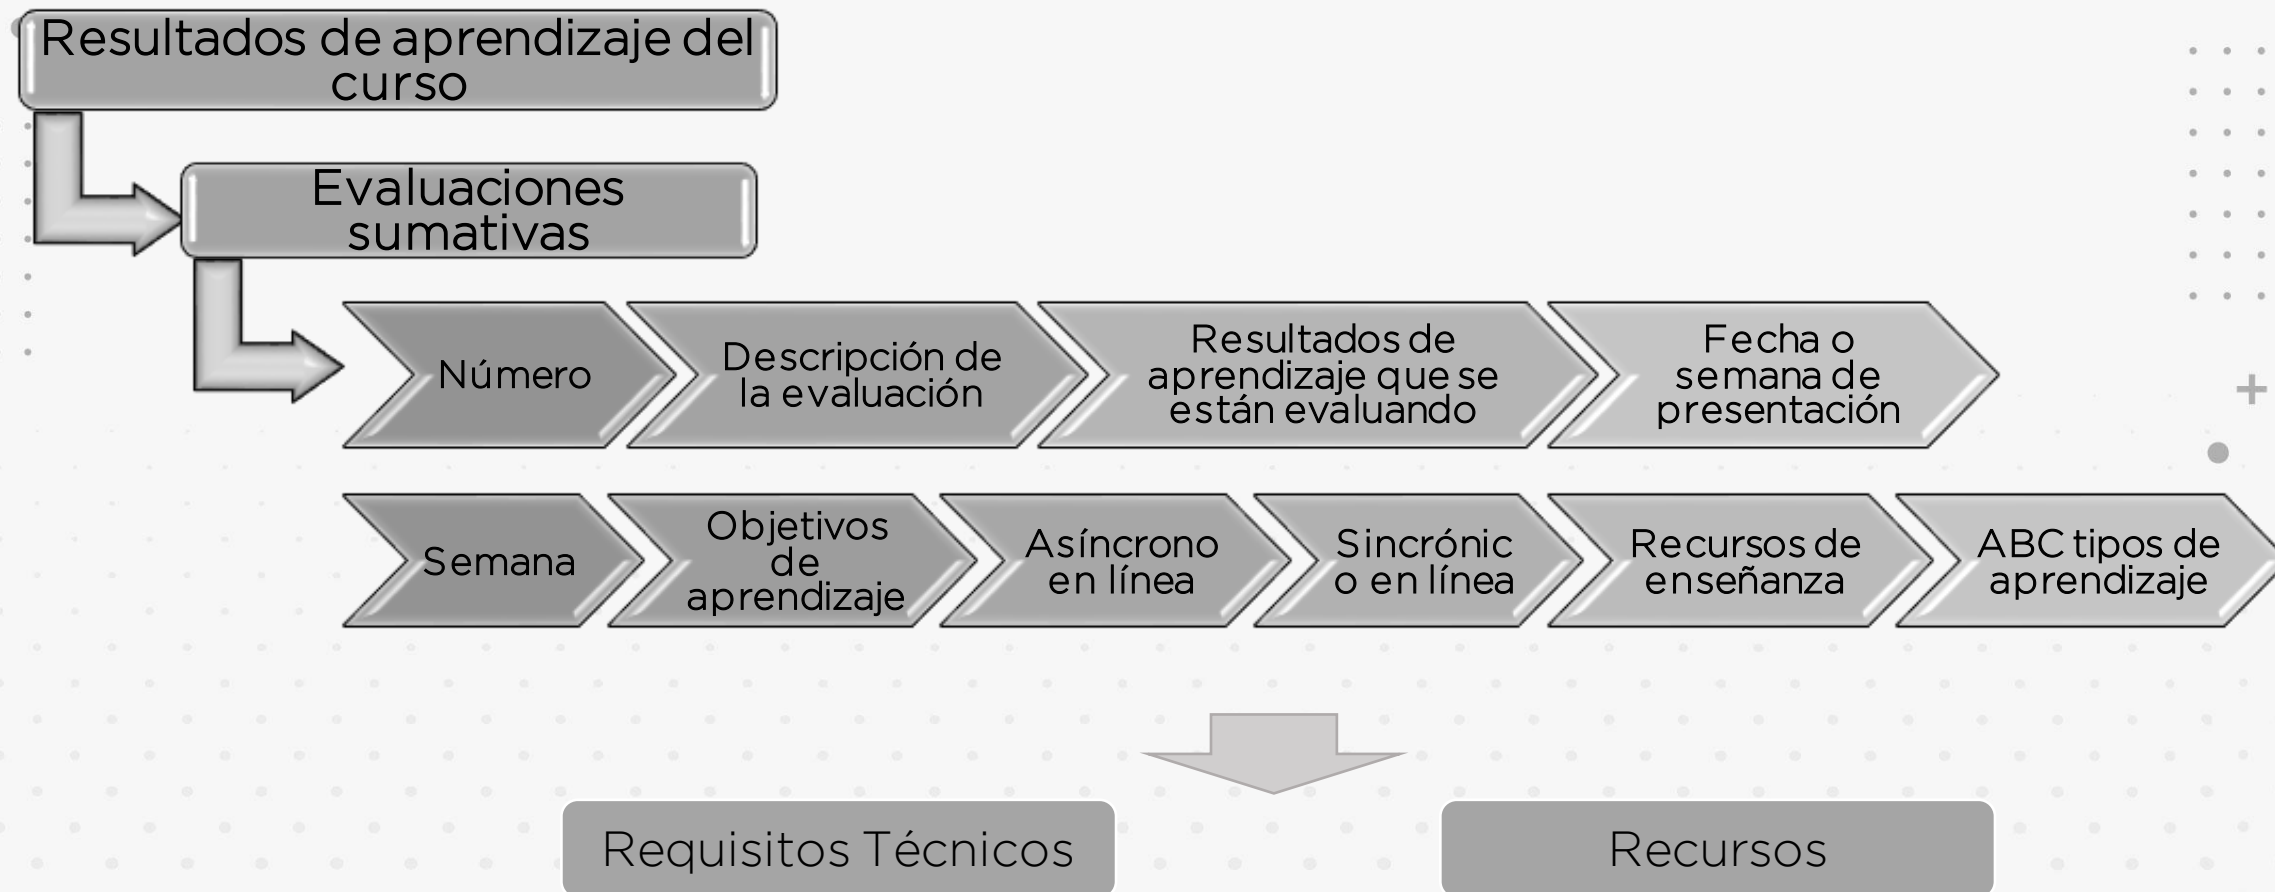 Resultados de aprendizaje del
curso
Evaluaciones
sumativas
Número
Descripción de
la evaluación
Resultados de
aprendizaje que se
están evaluando
Fecha o
semana de
presentación
Semana
Objetivos
de
aprendizaje
Asíncrono
en línea
Sincrónic
o en línea
Recursos de
enseñanza
ABC tipos de
aprendizaje
Requisitos Técnicos
Recursos